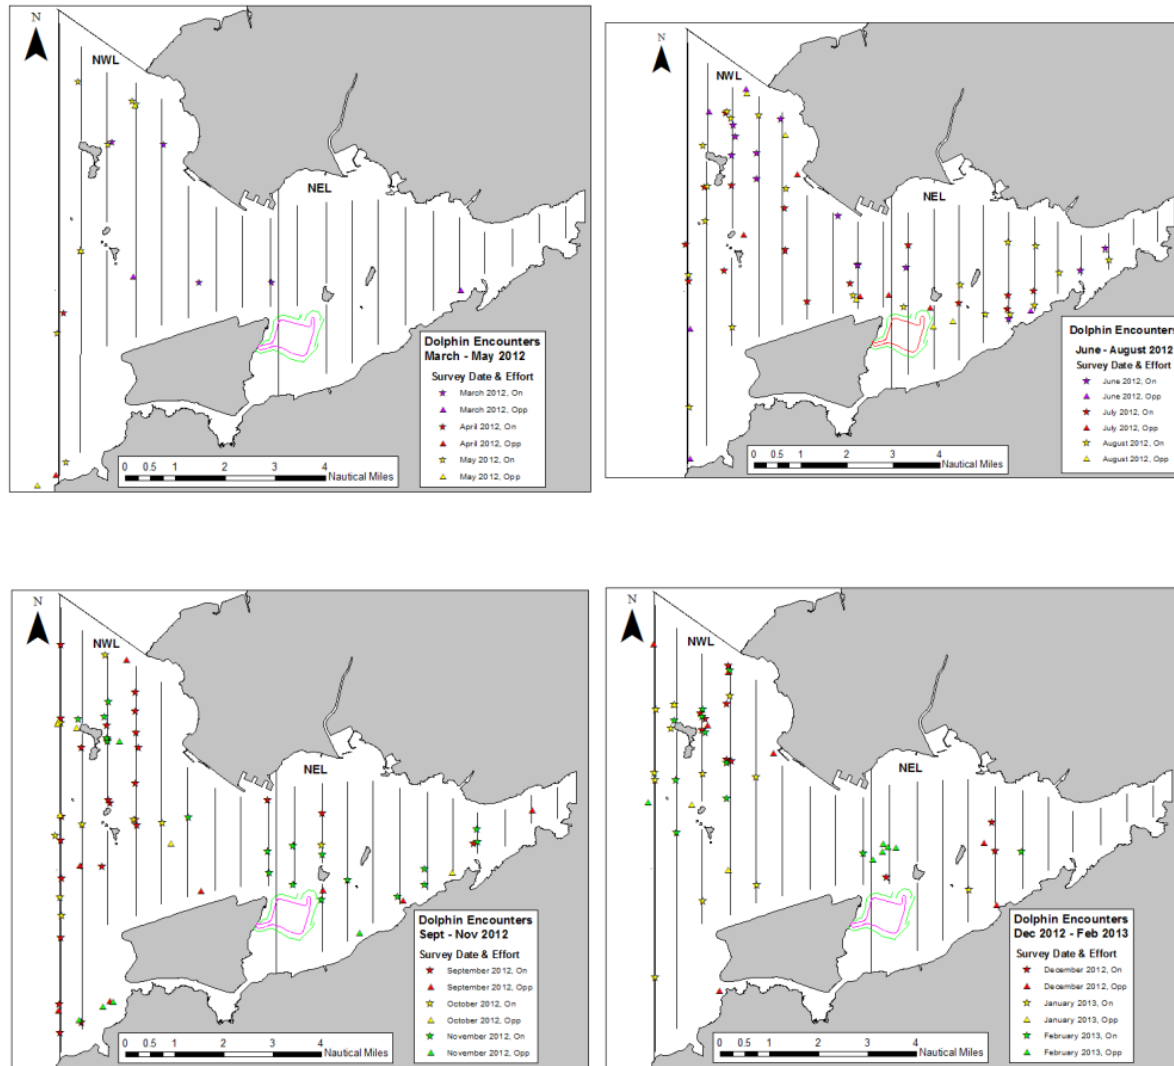 N
NWL
NEL
Dolphin Encounters
March - May 2012
Survey Date & Effort
March 2012, On
March 2012, Opp
April 2012, On
April 2012, Opp
May 2012, On
May 2012, Opp
0 0.5 1 2 3 4
Nautical Miles
N
NWL
NEL
Dolphin Encounters
June - August 2012
Survey Date & Effort
June 2012, On
June 2012, Opp
July 2012, On
July 2012, Opp
August 2012, On
August 2012, Opp
0 0.5 1 2 3 4
Nautical Miles
N
NWL
NEL
Dolphin Encounters
Sept - Nov 2012
Survey Date & Effort
September 2012, On
September 2012, Opp
October 2012, On
October 2012, Opp
November 2012, On
November 2012, Opp
0 0.5 1 2 3 4
Nautical Miles
N
NWL
NEL
Dolphin Encounters
Dec 2012 - Feb 2013
Survey Date & Effort
December 2012, On
December 2012, Opp
January 2013, On
January 2013, Opp
February 2013, On
February 2013, Opp
0 0.5 1 2 3 4
Nautical Miles